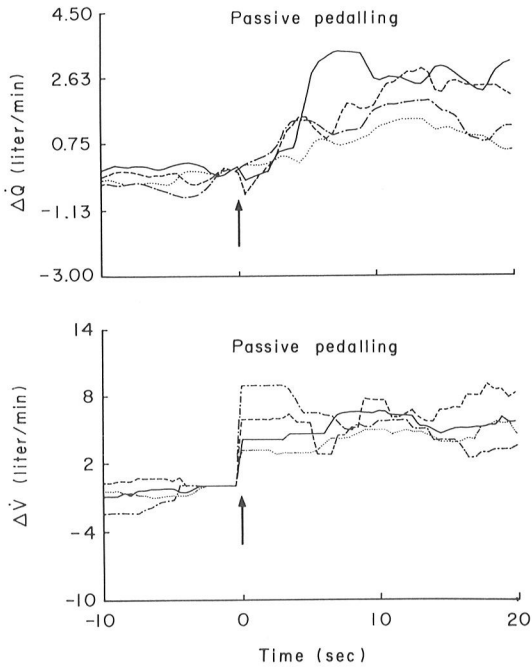 Passive pedalling
4.50
2.63
0.75
−1.13
−3.00
ΔQ̇ (liter/min)
Passive pedalling
14
8
2
−4
−10
ΔV̇ (liter/min)
−10
0
10
20
Time (sec)